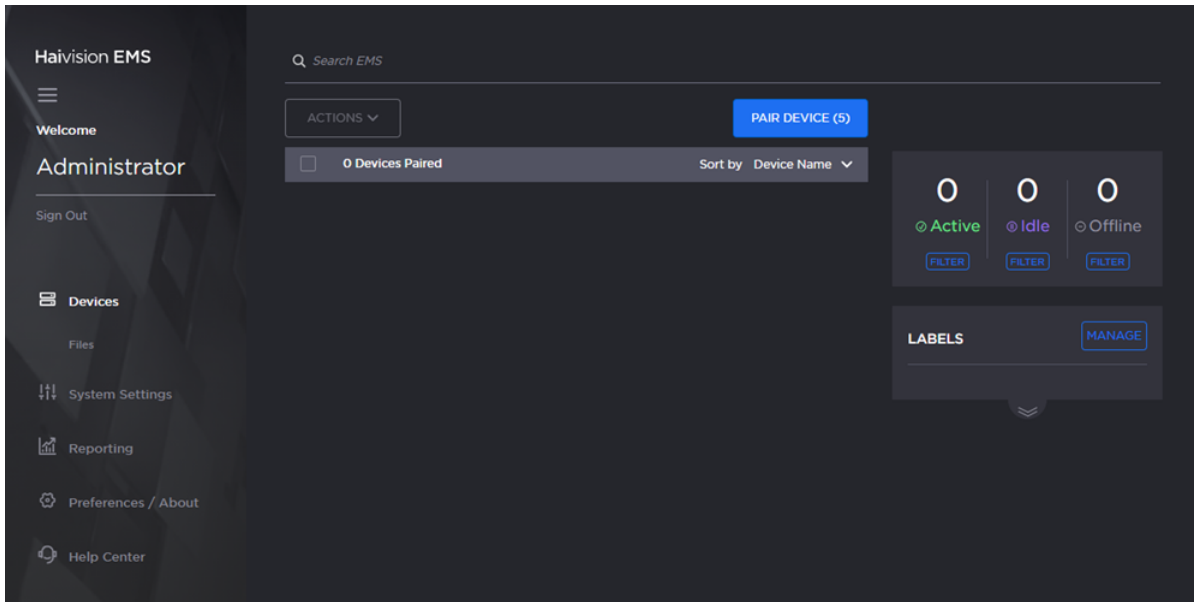 Haivision EMS
Welcome
Administrator
Sign Out
Devices
Files
System Settings
Reporting
Preferences / About
Help Center
Search EMS
ACTIONS
PAIR DEVICE (5)
0 Devices Paired
Sort by Device Name
0 0 0
Active Idle Offline
FILTER FILTER FILTER
LABELS
MANAGE